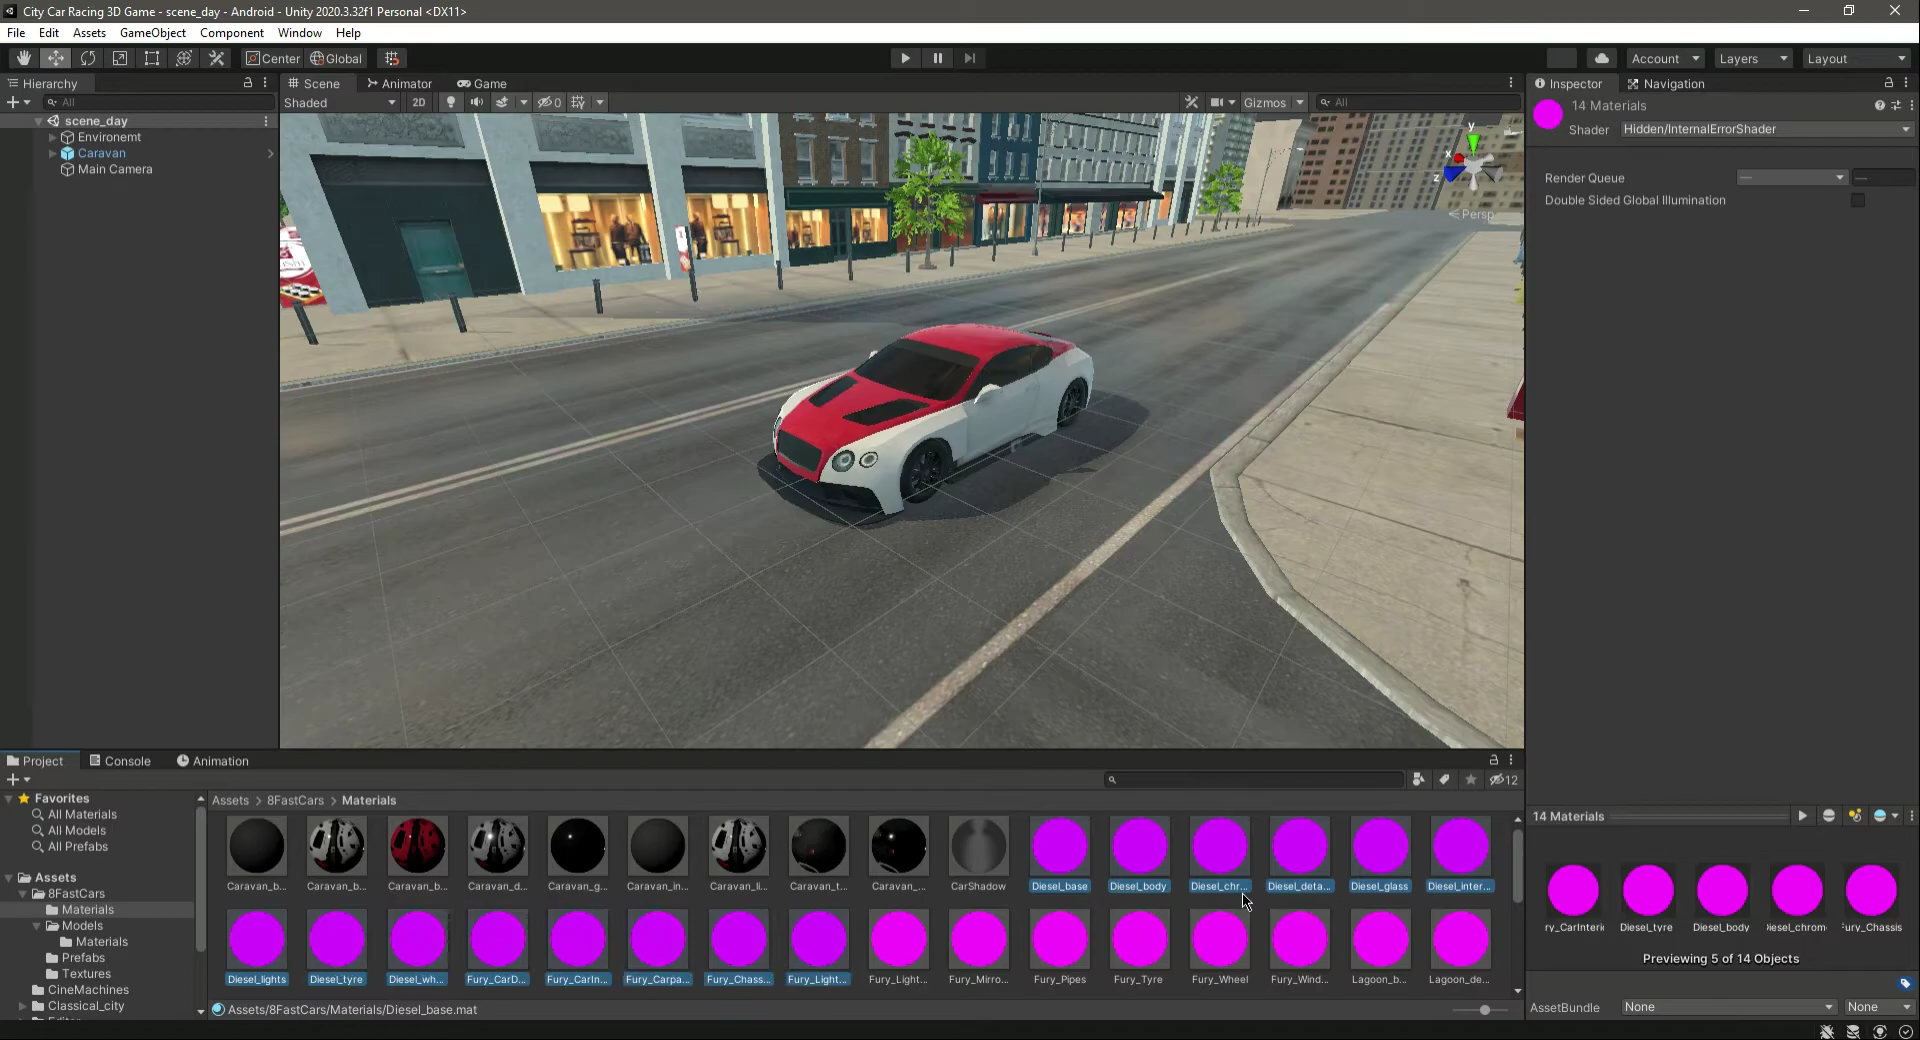 City Car Racing 3D Game - scene_day - Android - Unity 2020.3.32f1 Personal <DX11>
File Edit Assets GameObject Component Window Help
Center Global
Account Layers Layout
Hierarchy
All
scene_day
Environemt
Caravan
Main Camera
Scene Animator Game
Shaded 2D 0 Gizmos All
y
x
z
Persp
Inspector Navigation
14 Materials
Shader Hidden/InternalErrorShader
Render Queue —
Double Sided Global Illumination
Project Console Animation
12
Favorites
All Materials
All Models
All Prefabs
Assets
8FastCars
Materials
Models
Materials
Prefabs
Textures
CineMachines
Classical_city
Assets > 8FastCars > Materials
Caravan_b... Caravan_b... Caravan_b... Caravan_d... Caravan_g... Caravan_in... Caravan_li... Caravan_t... Caravan_... CarShadow Diesel_base Diesel_body Diesel_chr... Diesel_deta... Diesel_glass Diesel_inter...
Diesel_lights Diesel_tyre Diesel_wh... Fury_CarD... Fury_CarIn... Fury_Carpa... Fury_Chass... Fury_Light... Fury_Light... Fury_Mirro... Fury_Pipes Fury_Tyre Fury_Wheel Fury_Wind... Lagoon_b... Lagoon_de...
Assets/8FastCars/Materials/Diesel_base.mat
14 Materials
ry_CarInteri Diesel_tyre Diesel_body iesel_chrom ury_Chassis
Previewing 5 of 14 Objects
AssetBundle None None